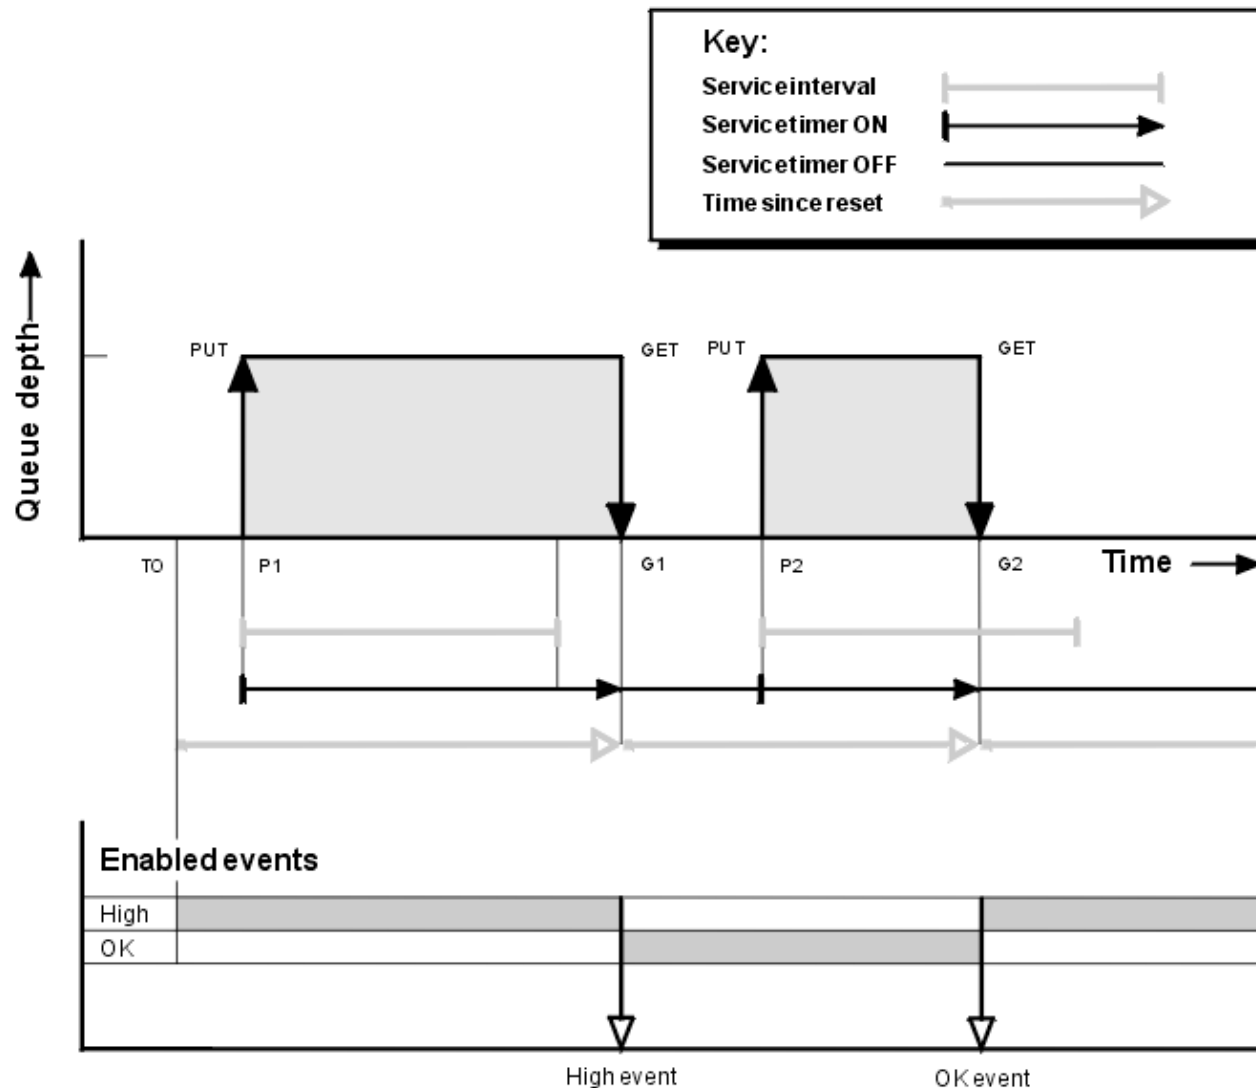 Key:
Service interval
Service timer ON
Service timer OFF
Time since reset
Queue depth
PUT
GET
PUT
GET
TO
P1
G1
P2
G2
Time
Enabled events
High
OK
High event
OK event